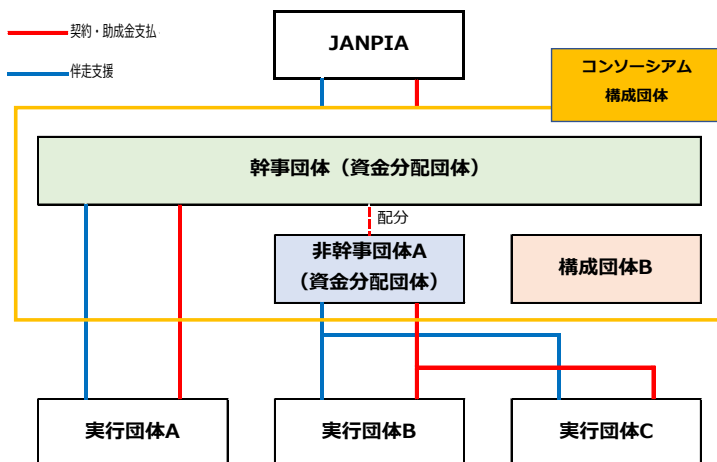 契約・助成金支払
伴走支援
JANPIA
コンソーシアム
構成団体
幹事団体（資金分配団体）
配分
非幹事団体A
（資金分配団体）
構成団体B
実行団体A
実行団体B
実行団体C